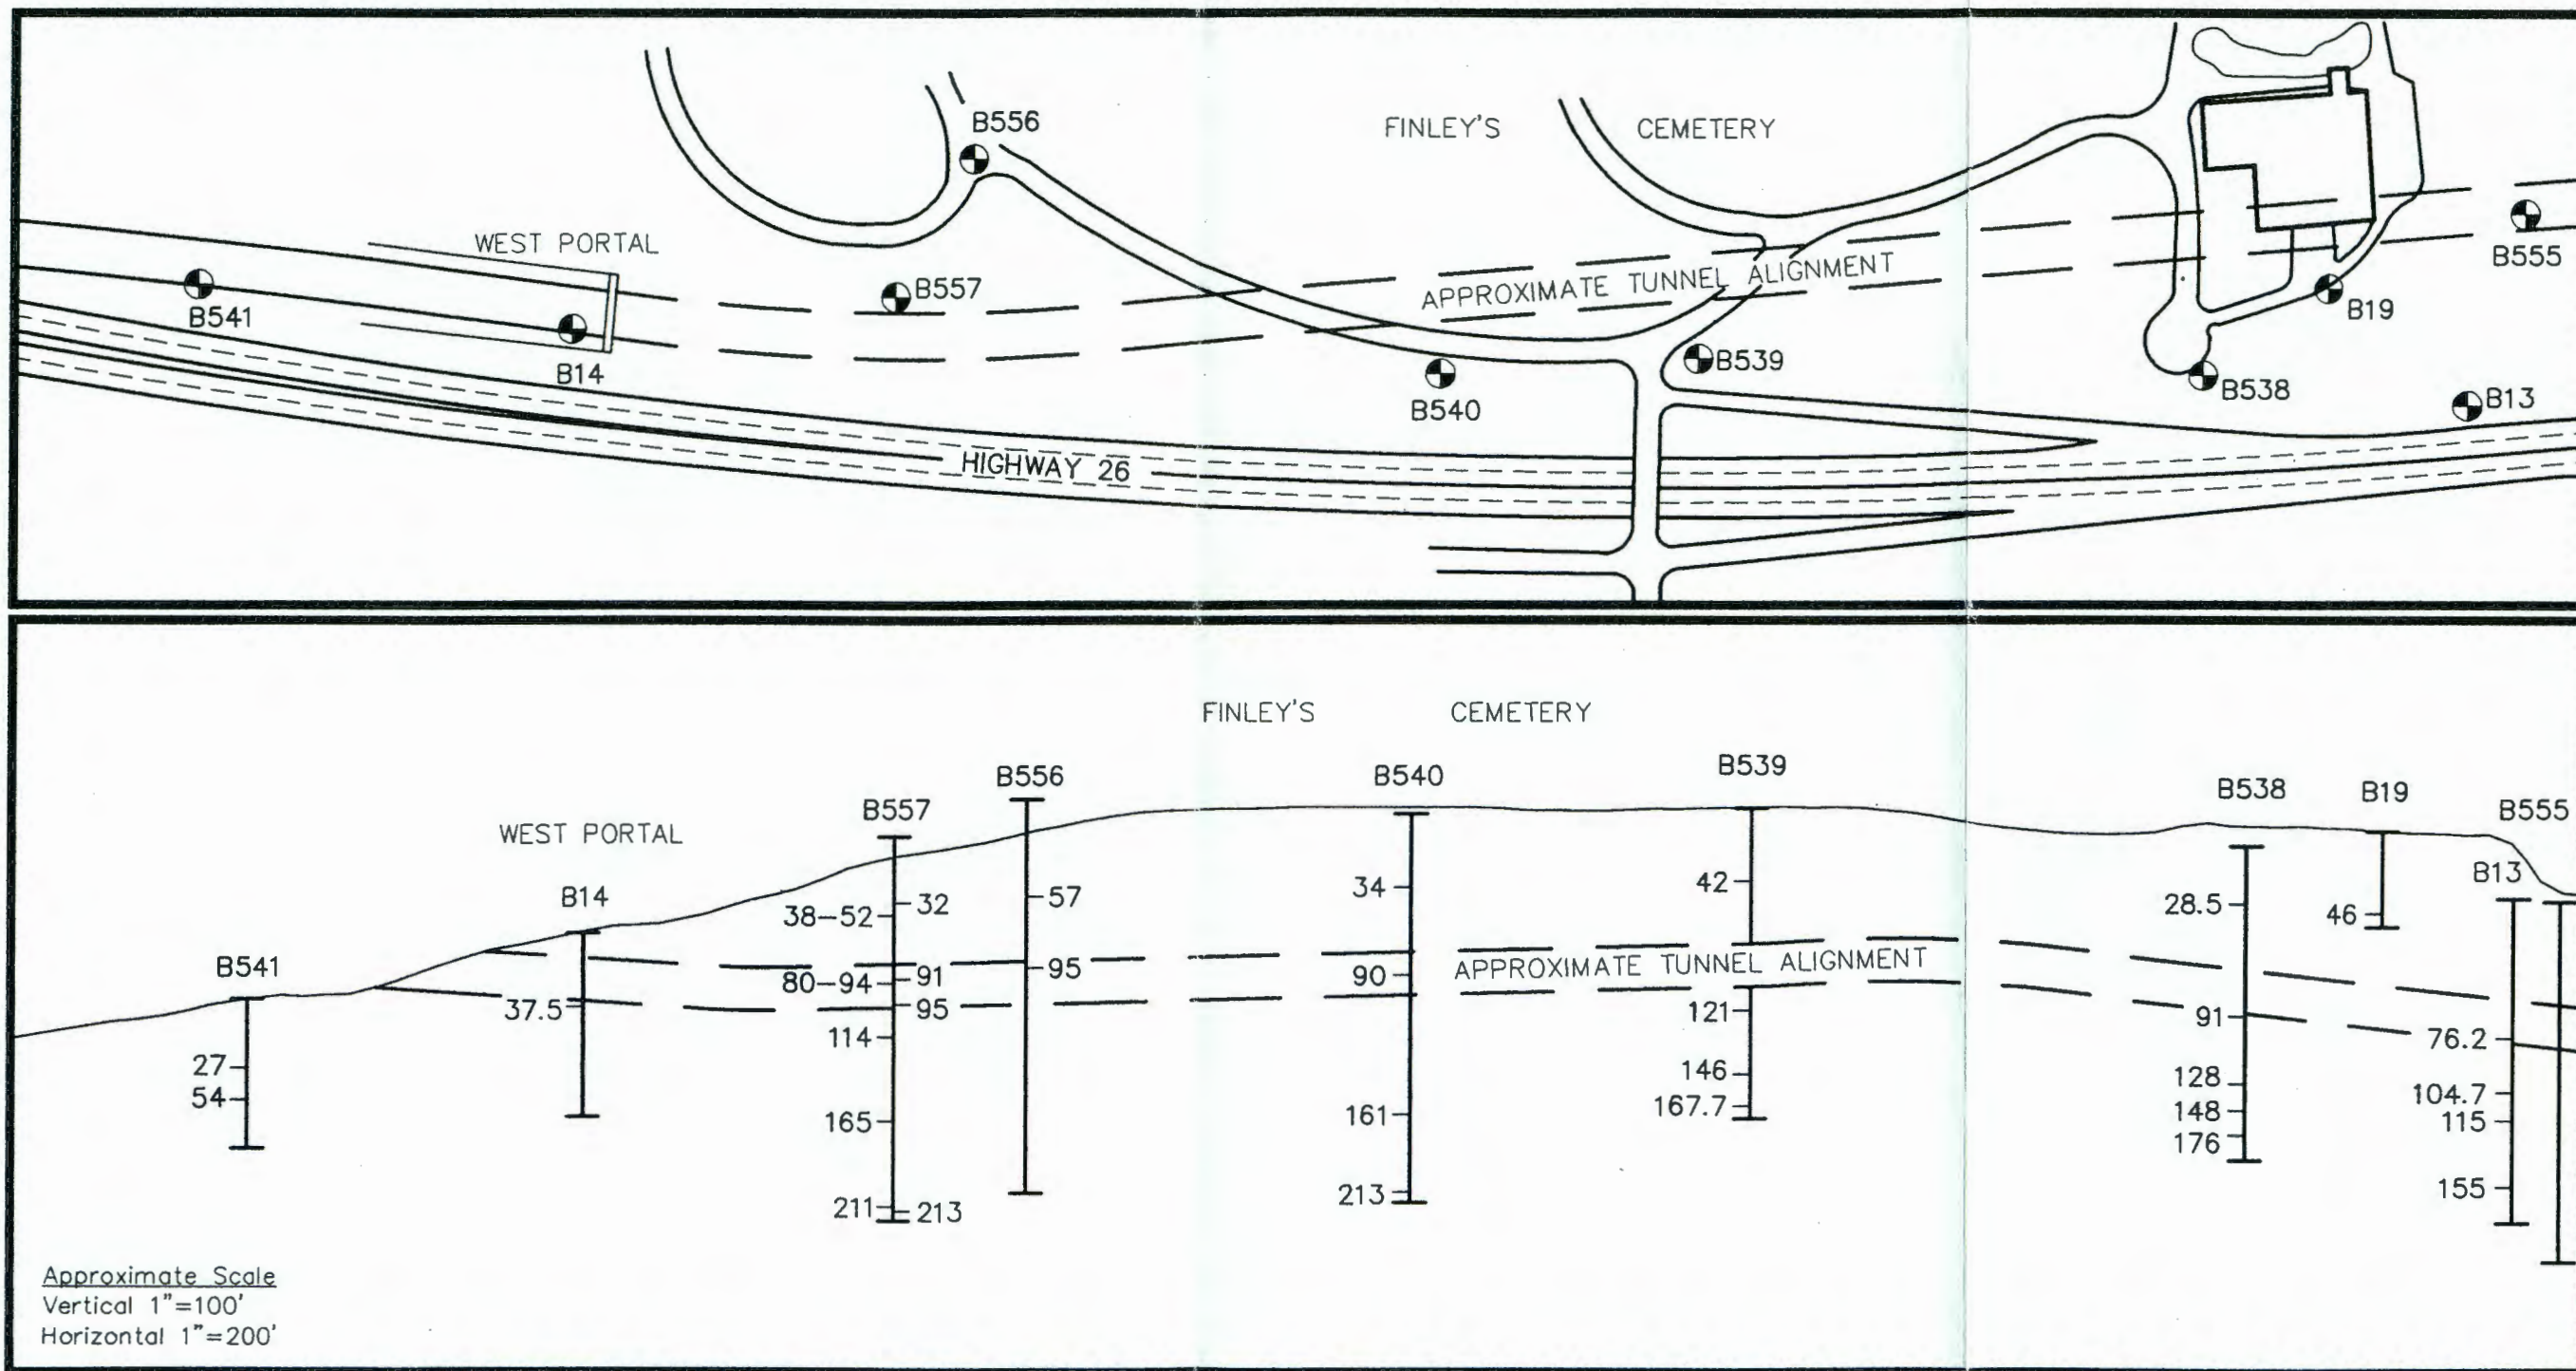 B556
FINLEY'S CEMETERY
WEST PORTAL
B541
B14
B557
APPROXIMATE TUNNEL ALIGNMENT
B540
B539
B555
B19
B538
B13
HIGHWAY 26
FINLEY'S CEMETERY
WEST PORTAL
B541
27
54
B14
37.5
B557
32
38-52
91
80-94
95
114
165
211
213
B556
57
95
B540
34
90
161
213
B539
42
APPROXIMATE TUNNEL ALIGNMENT
121
146
167.7
B538
28.5
91
128
148
176
B19
46
B555
B13
76.2
104.7
115
155
Approximate Scale
Vertical 1"=100'
Horizontal 1"=200'